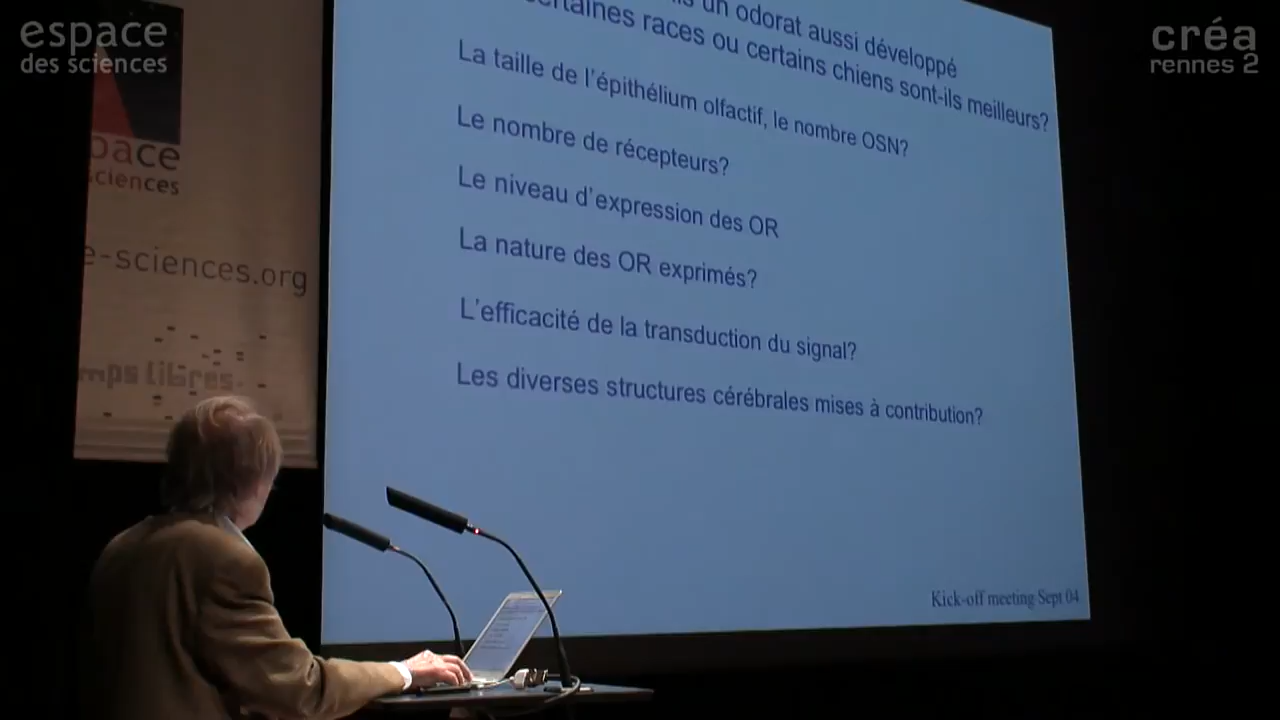 espace
des sciences
créa
rennes 2
un odorat aussi développé
races ou certains chiens sont-ils meilleurs?
La taille de l'épithélium olfactif, le nombre OSN?
Le nombre de récepteurs?
Le niveau d'expression des OR
La nature des OR exprimés?
L'efficacité de la transduction du signal?
Les diverses structures cérébrales mises à contribution?
Kick-off meeting Sept 04
pace
sciences
e-sciences.org
mps libres